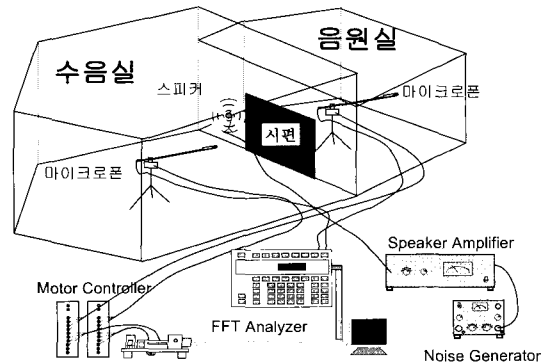 음원실
수음실
스피커
마이크로폰
시편
마이크로폰
Speaker Amplifier
Motor Controller
FFT Analyzer
Noise Generator